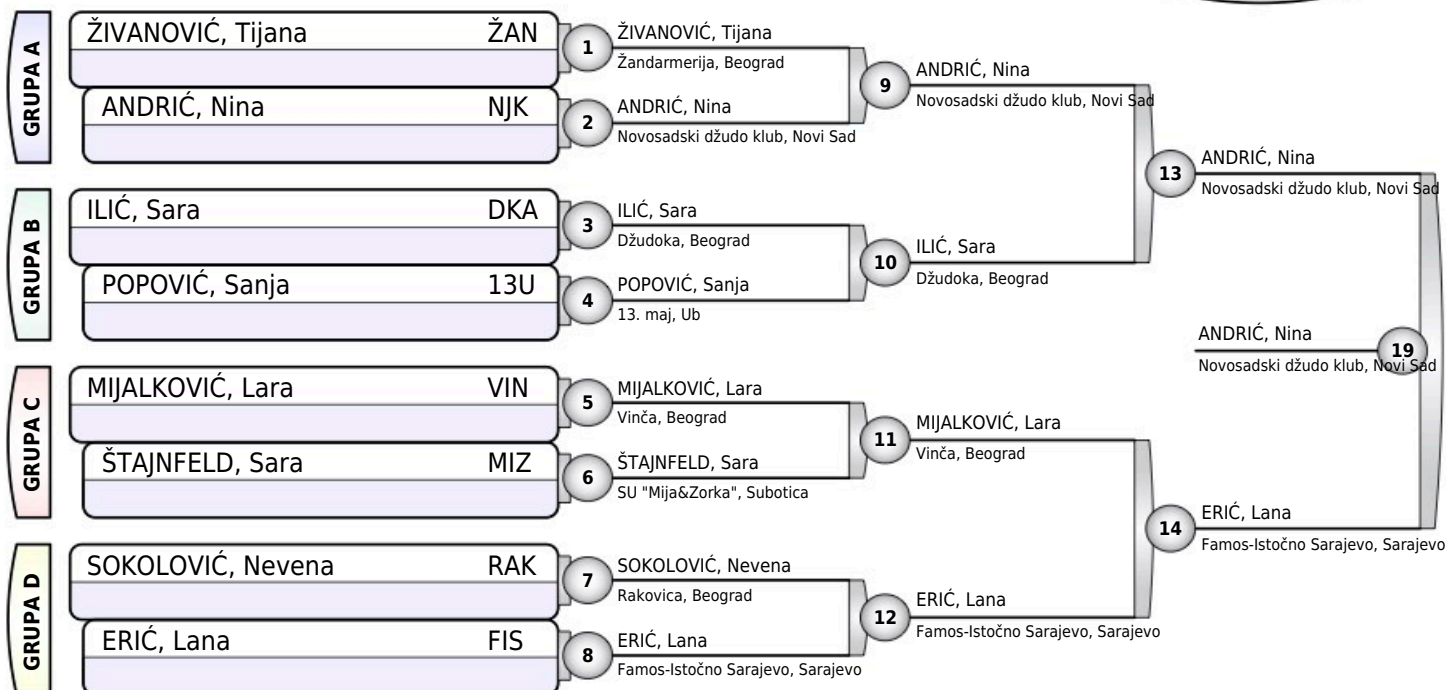 GRUPA A
ŽIVANOVIĆ, Tijana ŽAN
ANDRIĆ, Nina NJK
GRUPA B
ILIĆ, Sara DKA
POPOVIĆ, Sanja 13U
GRUPA C
MIJALKOVIĆ, Lara VIN
ŠTAJNFELD, Sara MIZ
GRUPA D
SOKOLOVIĆ, Nevena RAK
ERIĆ, Lana FIS
1
ŽIVANOVIĆ, Tijana
Žandarmerija, Beograd
2
ANDRIĆ, Nina
Novosadski džudo klub, Novi Sad
3
ILIĆ, Sara
Džudoka, Beograd
4
POPOVIĆ, Sanja
13. maj, Ub
5
MIJALKOVIĆ, Lara
Vinča, Beograd
6
ŠTAJNFELD, Sara
SU "Mija&Zorka", Subotica
7
SOKOLOVIĆ, Nevena
Rakovica, Beograd
8
ERIĆ, Lana
Famos-Istočno Sarajevo, Sarajevo
9
ANDRIĆ, Nina
Novosadski džudo klub, Novi Sad
10
ILIĆ, Sara
Džudoka, Beograd
11
MIJALKOVIĆ, Lara
Vinča, Beograd
12
ERIĆ, Lana
Famos-Istočno Sarajevo, Sarajevo
13
ANDRIĆ, Nina
Novosadski džudo klub, Novi Sad
14
ERIĆ, Lana
Famos-Istočno Sarajevo, Sarajevo
ANDRIĆ, Nina
19
Novosadski džudo klub, Novi Sad